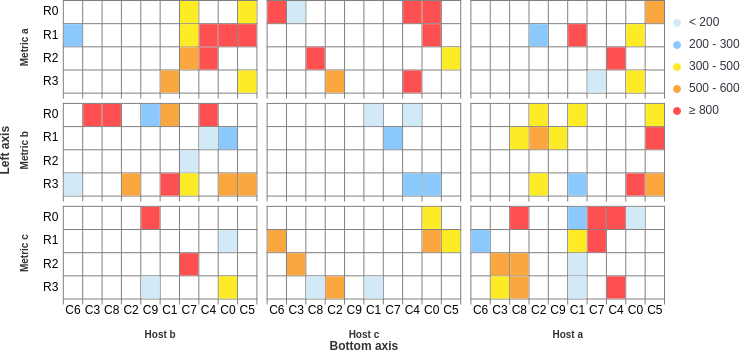 Left axis
Metric a
R0
R1
R2
R3
Metric b
R0
R1
R2
R3
Metric c
R0
R1
R2
R3
C6 C3 C8 C2 C9 C1 C7 C4 C0 C5
C6 C3 C8 C2 C9 C1 C7 C4 C0 C5
C6 C3 C8 C2 C9 C1 C7 C4 C0 C5
Host b
Host c
Host a
Bottom axis
< 200
200 - 300
300 - 500
500 - 600
≥ 800